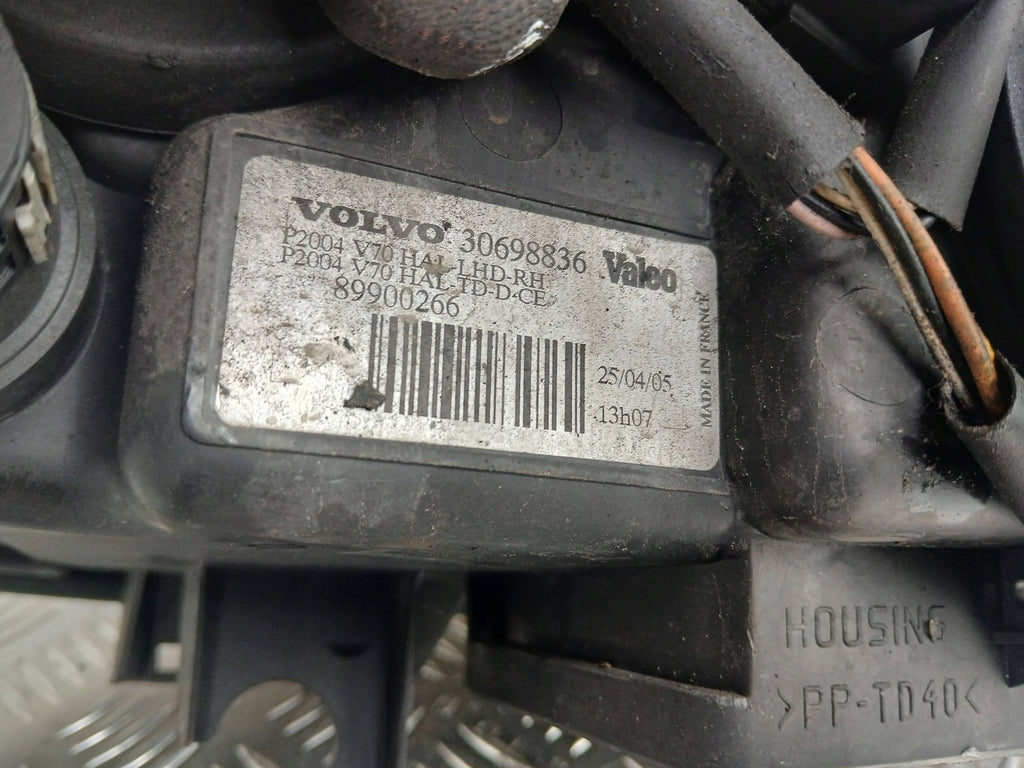 VOLVO 30698836 Valeo
P2004 V70 HAL-LHD-RH
P2004 V70 HAL-TD-D-CE
89900266
25/04/05
13h07
MADE IN FRANCE
HOUSING
>PP-TD40<